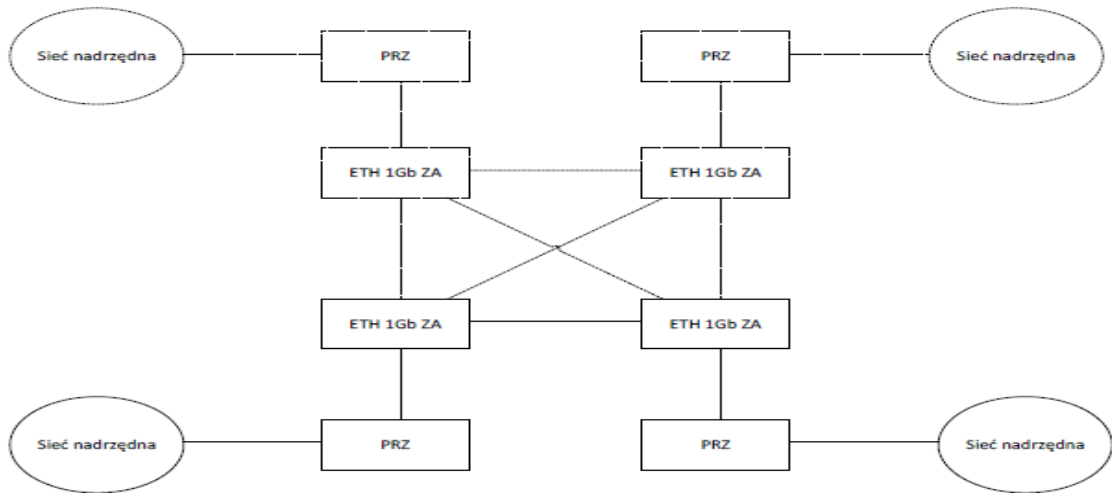 Sieć nadrzędna
PRZ
PRZ
Sieć nadrzędna
ETH 1Gb ZA
ETH 1Gb ZA
ETH 1Gb ZA
ETH 1Gb ZA
Sieć nadrzędna
PRZ
PRZ
Sieć nadrzędna